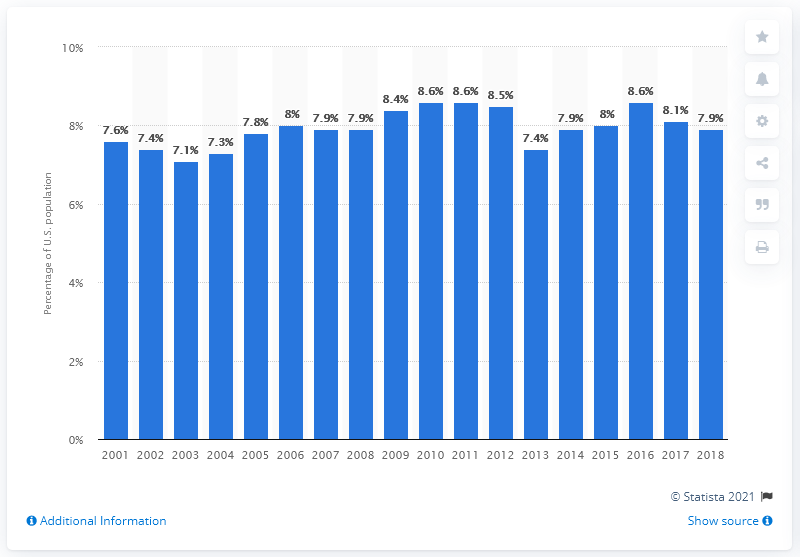 10%
8%
6%
4%
2%
0%
Percentage of U.S. population
7.6% 7.4% 7.1% 7.3% 7.8% 8% 7.9% 7.9% 8.4% 8.6% 8.6% 8.5% 7.4% 7.9% 8% 8.6% 8.1% 7.9%
2001 2002 2003 2004 2005 2006 2007 2008 2009 2010 2011 2012 2013 2014 2015 2016 2017 2018
© Statista 2021
Additional Information
Show source